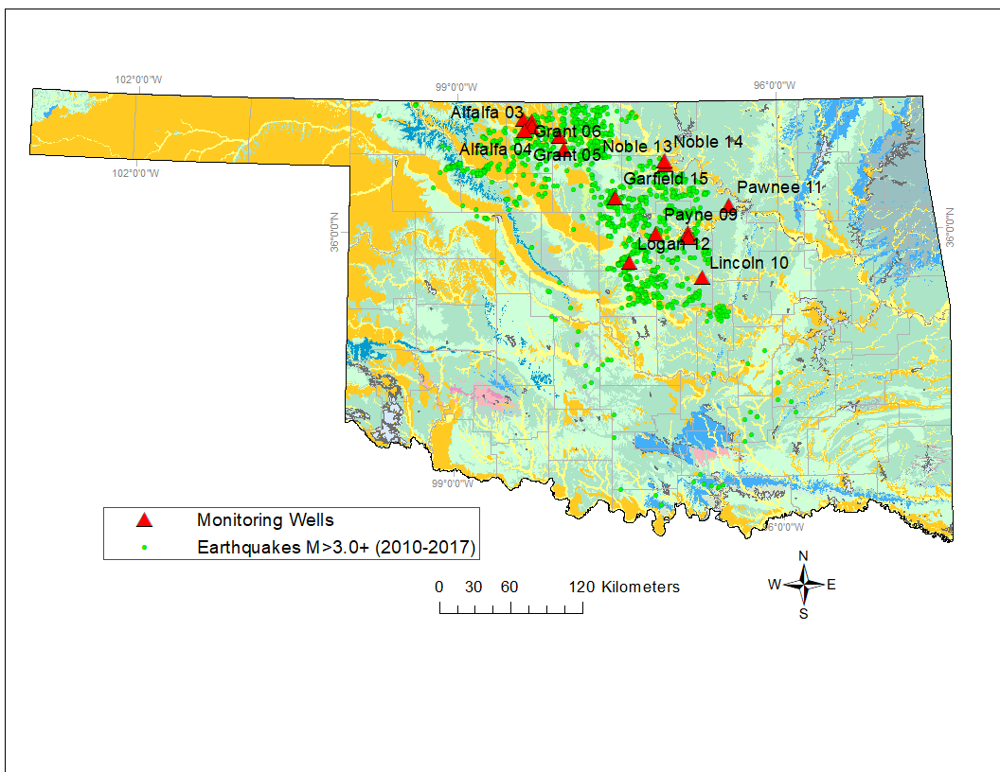 102°0'0"W
99°0'0"W
96°0'0"W
Alfalfa 03
Grant 06
Alfalfa 04
Grant 05
Noble 13
Noble 14
102°0'0"W
Garfield 15
Pawnee 11
Payne 09
36°0'0"N
36°0'0"N
Logan 12
Lincoln 10
99°0'0"W
96°0'0"W
Monitoring Wells
Earthquakes M>3.0+ (2010-2017)
0 30 60 120 Kilometers
N
W E
S